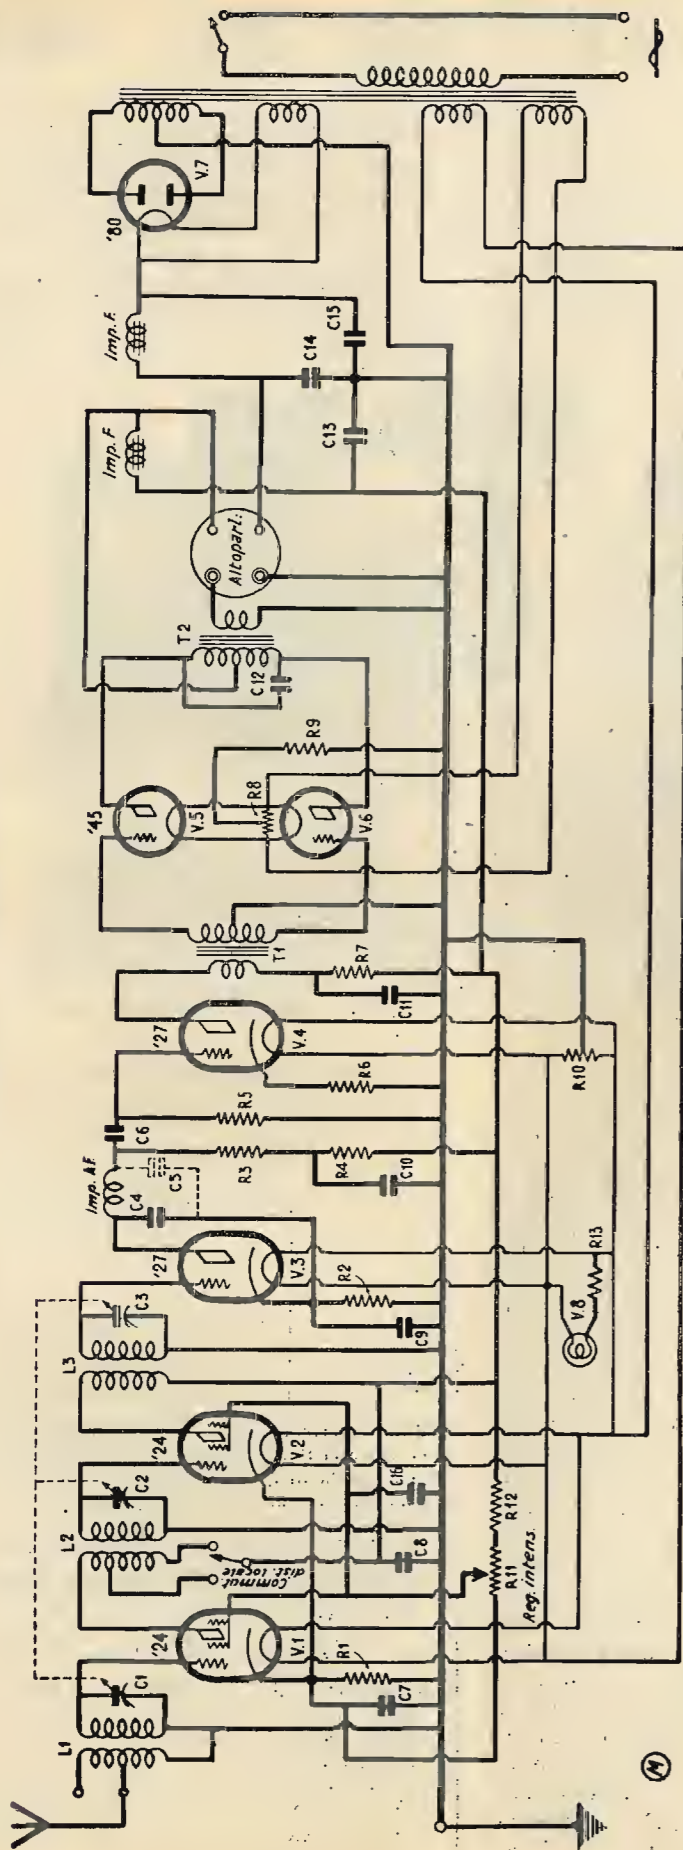 L1
C1
'24
V.1
R1
C7
L2
Commut.
dist. locale
C2
'24
V.2
C8
C16
R11
R12
Reg. intens.
L3
C3
'27
V.3
R2
C9
V.8
R13
Imp. A.F.
C4
C5
C6
R3
R5
R4
C10
'27
V.4
R6
C11
R7
R10
T1
'45
V.5
V.6
R8
R9
T2
C12
Altoparl:
Imp. F
Imp. F.
C13
C14
C15
'80
V.7
M